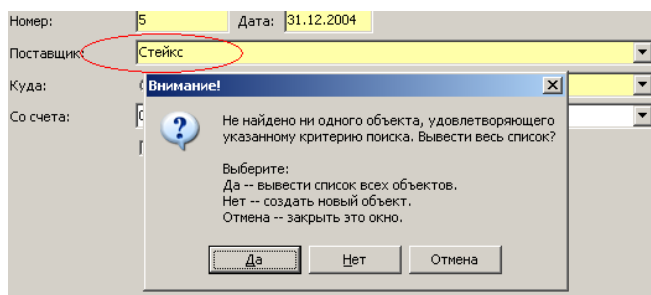 Номер: 5 Дата: 31.12.2004
Поставщик: Стейкс
Куда:
Внимание!
Со счета:
Не найдено ни одного объекта, удовлетворяющего
указанному критерию поиска. Вывести весь список?
Выберите:
Да -- вывести список всех объектов.
Нет -- создать новый объект.
Отмена -- закрыть это окно.
Да Нет Отмена